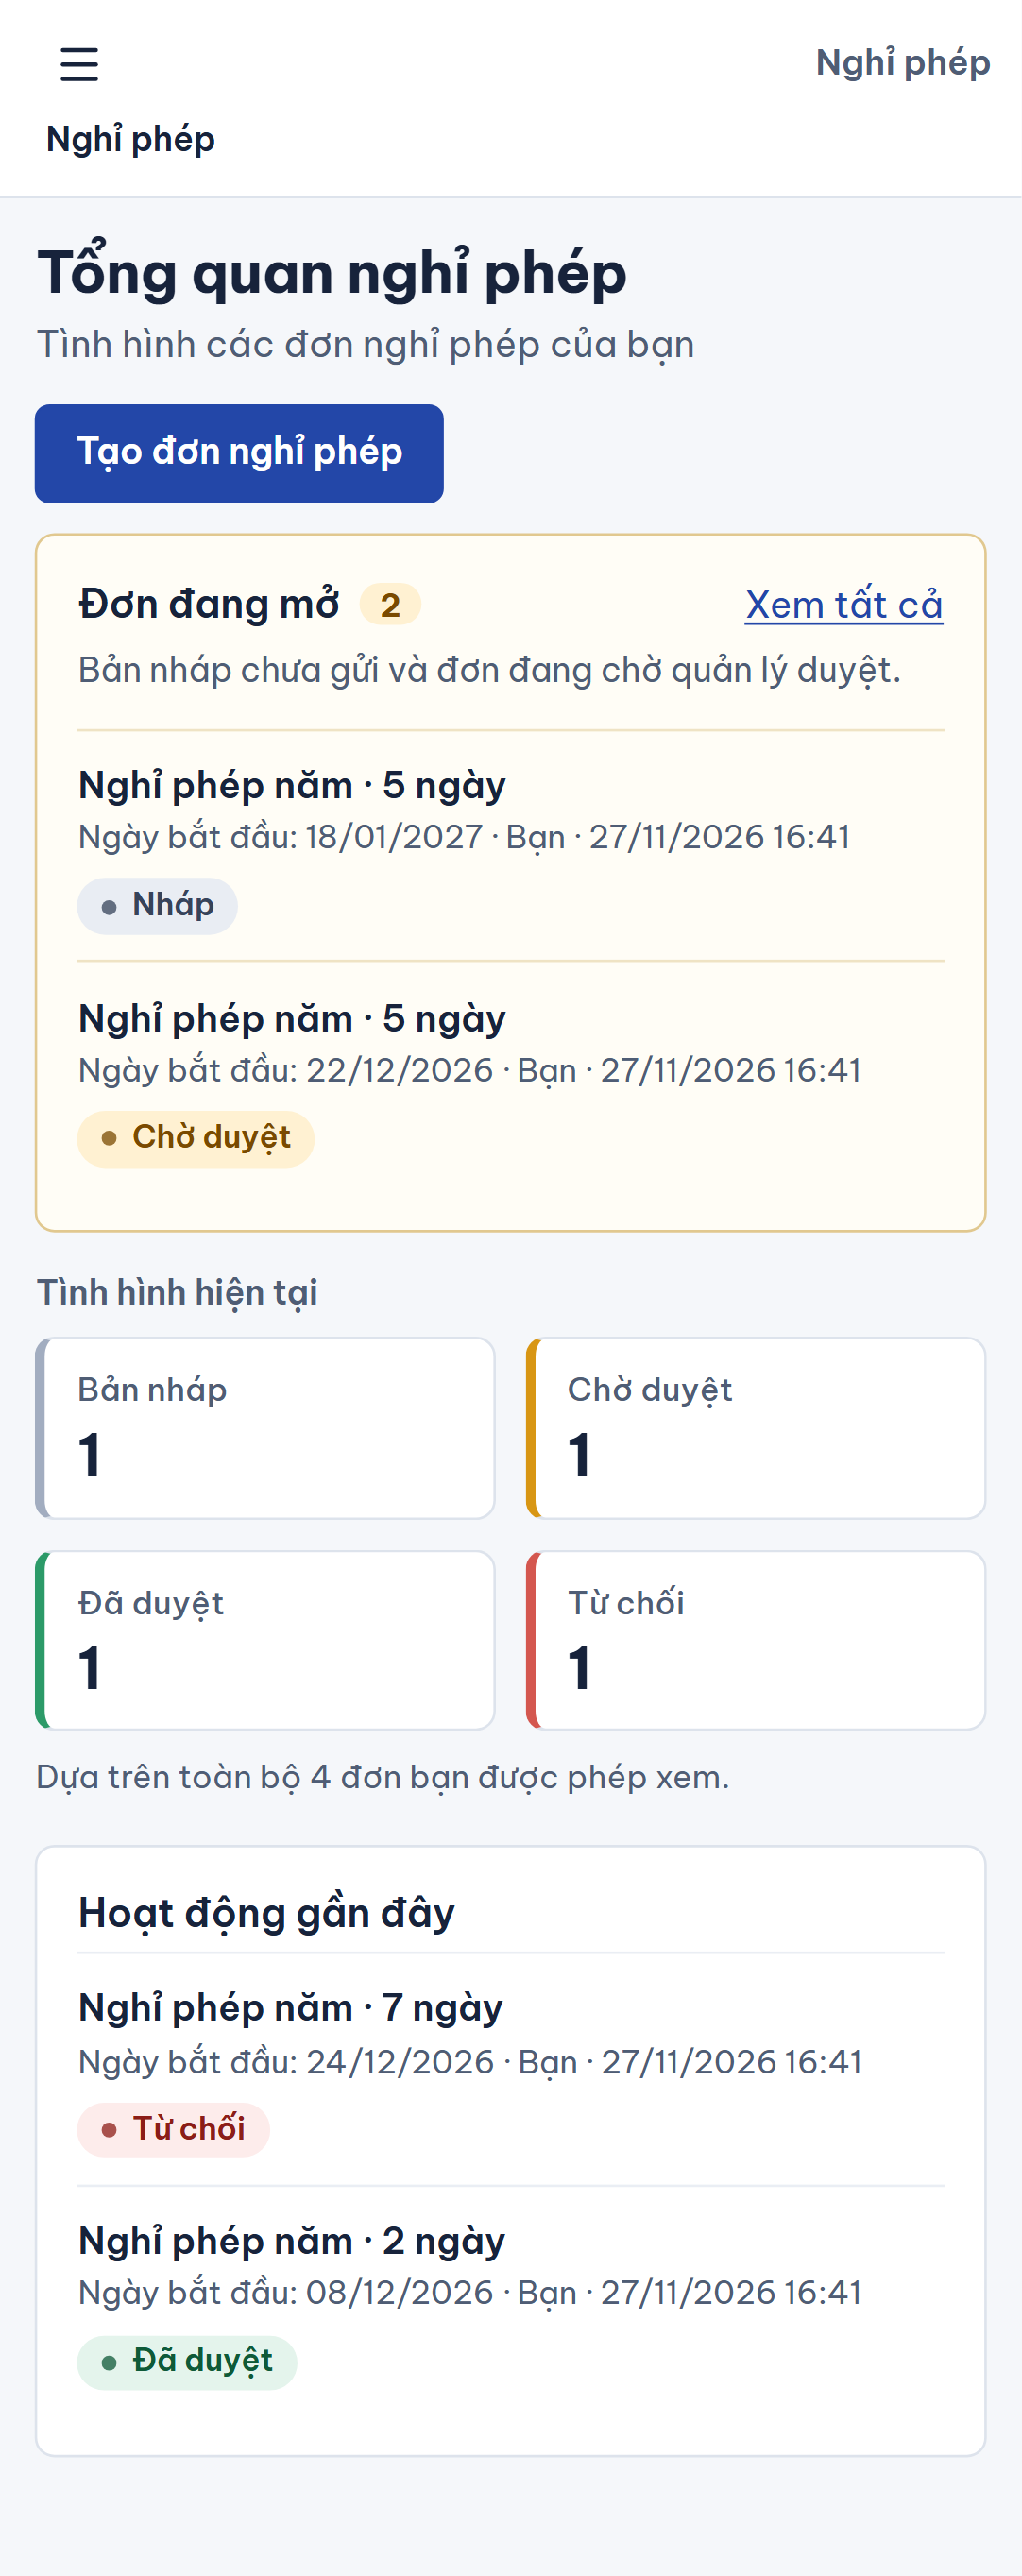 Nghỉ phép
Nghỉ phép
Tổng quan nghỉ phép
Tình hình các đơn nghỉ phép của bạn
Tạo đơn nghỉ phép
Đơn đang mở 2 Xem tất cả
Bản nháp chưa gửi và đơn đang chờ quản lý duyệt.
Nghỉ phép năm · 5 ngày
Ngày bắt đầu: 18/01/2027 · Bạn · 27/11/2026 16:41
Nháp
Nghỉ phép năm · 5 ngày
Ngày bắt đầu: 22/12/2026 · Bạn · 27/11/2026 16:41
Chờ duyệt
Tình hình hiện tại
Bản nháp
1
Chờ duyệt
1
Đã duyệt
1
Từ chối
1
Dựa trên toàn bộ 4 đơn bạn được phép xem.
Hoạt động gần đây
Nghỉ phép năm · 7 ngày
Ngày bắt đầu: 24/12/2026 · Bạn · 27/11/2026 16:41
Từ chối
Nghỉ phép năm · 2 ngày
Ngày bắt đầu: 08/12/2026 · Bạn · 27/11/2026 16:41
Đã duyệt